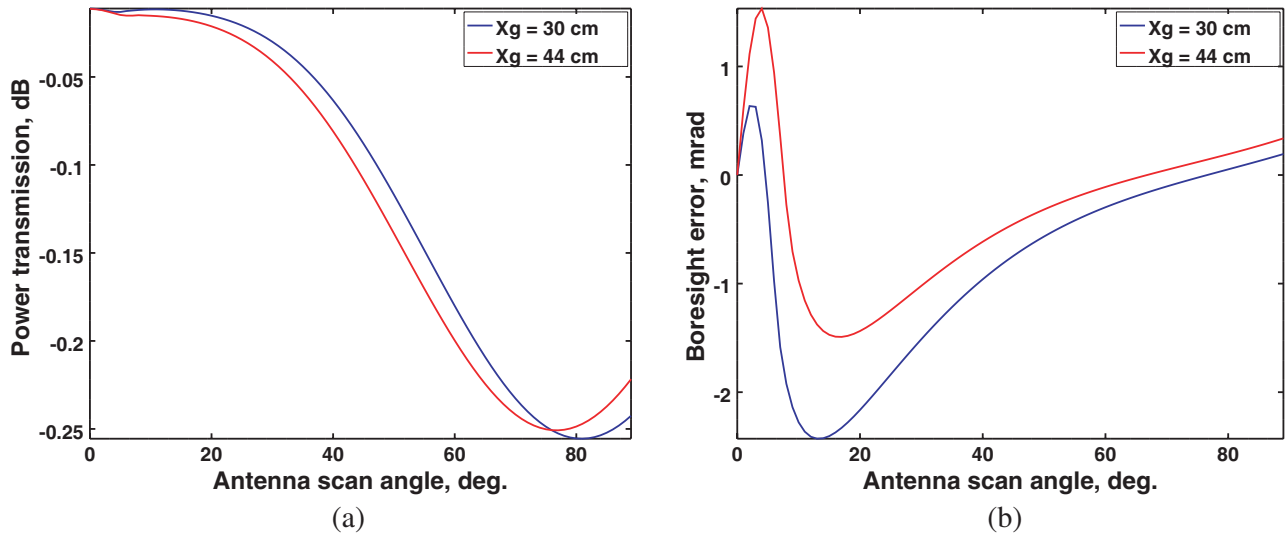 Xg = 30 cm
Xg = 44 cm
-0.05
-0.1
-0.15
-0.2
-0.25
0 20 40 60 80
Power transmission, dB
Antenna scan angle, deg.
(a)
Xg = 30 cm
Xg = 44 cm
1
0
-1
-2
0 20 40 60 80
Boresight error, mrad
Antenna scan angle, deg.
(b)